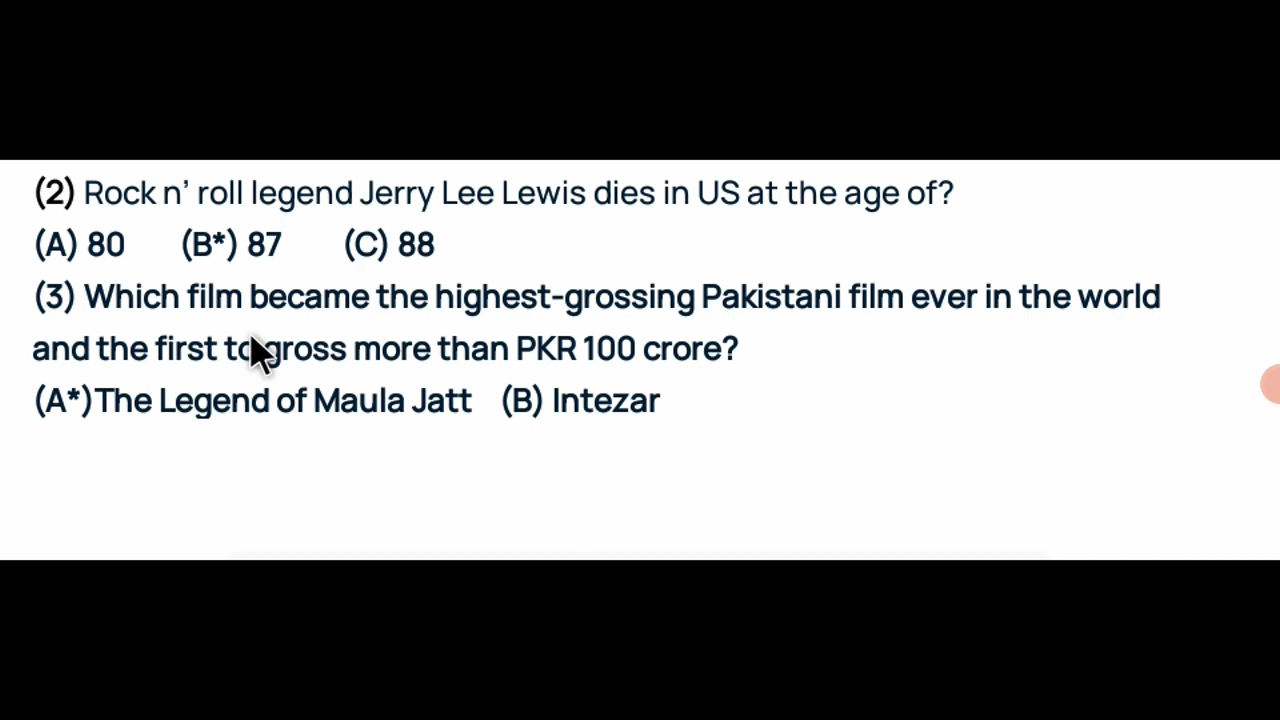 (2) Rock n’ roll legend Jerry Lee Lewis dies in US at the age of?
(A) 80 (B*) 87 (C) 88
(3) Which film became the highest-grossing Pakistani film ever in the world
and the first to gross more than PKR 100 crore?
(A*)The Legend of Maula Jatt (B) Intezar